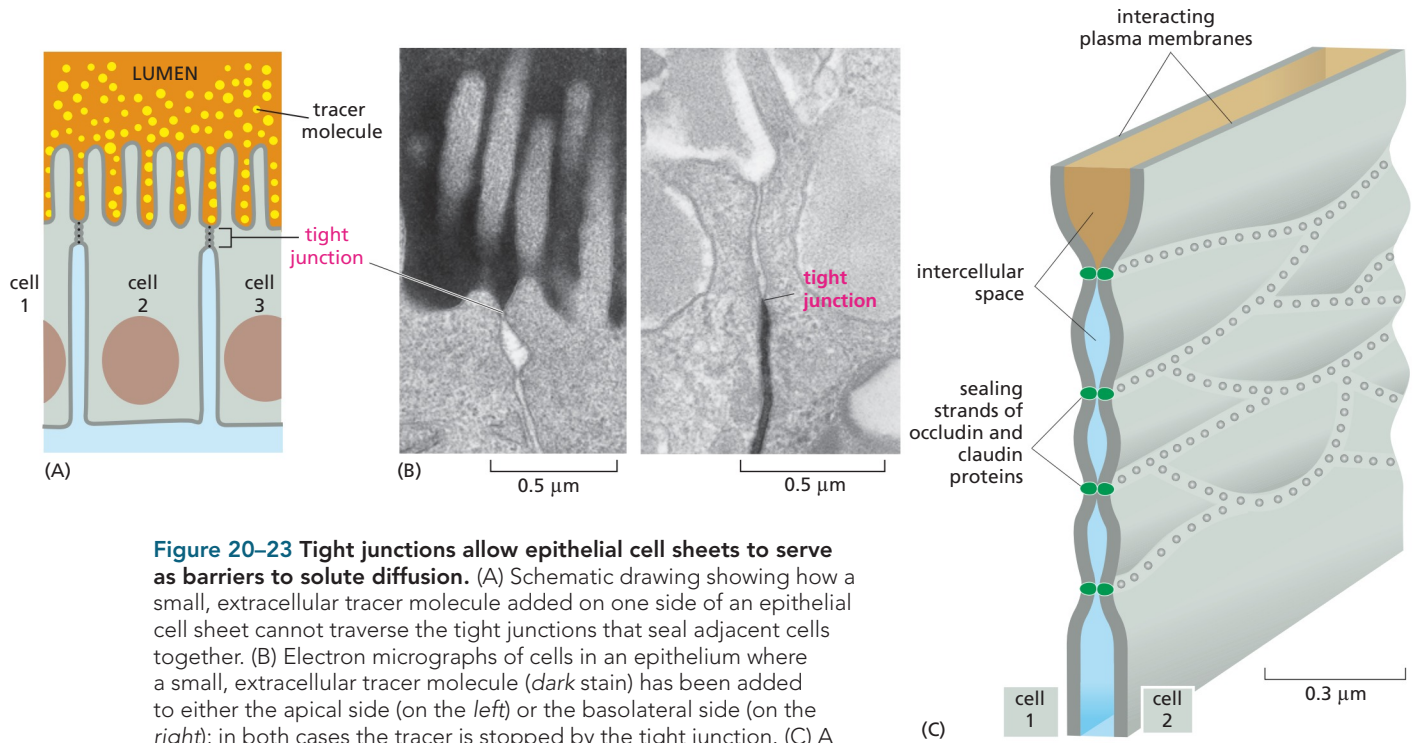 LUMEN
tracer
molecule
tight
junction
cell
1
cell
2
cell
3
(A)
tight
junction
(B)
0.5 µm
0.5 µm
interacting
plasma membranes
intercellular
space
sealing
strands of
occludin and
claudin
proteins
cell
1
cell
2
0.3 µm
(C)
Figure 20–23 Tight junctions allow epithelial cell sheets to serve
as barriers to solute diffusion. (A) Schematic drawing showing how a
small, extracellular tracer molecule added on one side of an epithelial
cell sheet cannot traverse the tight junctions that seal adjacent cells
together. (B) Electron micrographs of cells in an epithelium where
a small, extracellular tracer molecule (dark stain) has been added
to either the apical side (on the left) or the basolateral side (on the
right); in both cases the tracer is stopped by the tight junction. (C) A